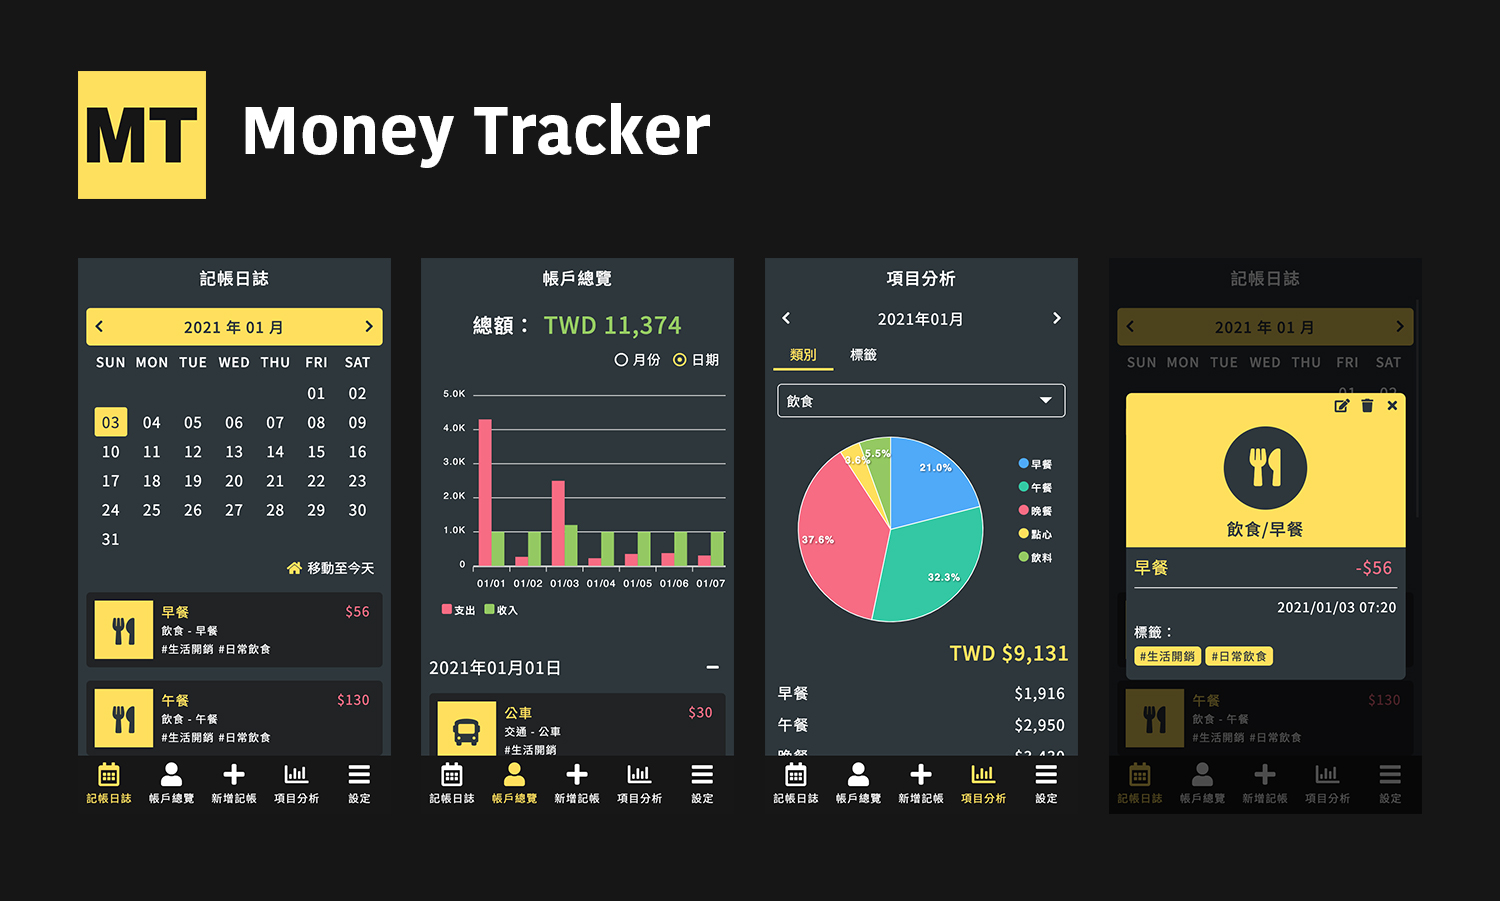 MT
Money Tracker
記帳日誌
2021 年 01 月
SUN MON TUE WED THU FRI SAT
01 02
03 04 05 06 07 08 09
10 11 12 13 14 15 16
17 18 19 20 21 22 23
24 25 26 27 28 29 30
31
移動至今天
早餐 $56
飲食 - 早餐
#生活開銷 #日常飲食
午餐 $130
飲食 - 午餐
#生活開銷 #日常飲食
記帳日誌 帳戶總覽 新增記帳 項目分析 設定
帳戶總覽
總額： TWD 11,374
月份 日期
5.0K
4.0K
3.0K
2.0K
1.0K
0
01/01 01/02 01/03 01/04 01/05 01/06 01/07
支出 收入
2021年01月01日
公車 $30
交通 - 公車
#生活開銷
記帳日誌 帳戶總覽 新增記帳 項目分析 設定
項目分析
2021年01月
類別 標籤
飲食
3.6% 5.5%
21.0%
37.6%
32.3%
早餐
午餐
晚餐
點心
飲料
TWD $9,131
早餐 $1,916
午餐 $2,950
晚餐 $3,430
記帳日誌 帳戶總覽 新增記帳 項目分析 設定
記帳日誌
2021 年 01 月
SUN MON TUE WED THU FRI SAT
01 02
飲食/早餐
早餐 -$56
2021/01/03 07:20
標籤：
#生活開銷 #日常飲食
午餐 $130
飲食 - 午餐
#生活開銷 #日常飲食
記帳日誌 帳戶總覽 新增記帳 項目分析 設定